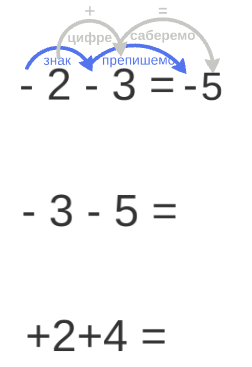 + =
цифре саберемо
знак препишемо
- 2 - 3 = -5
- 3 - 5 =
+2+4 =